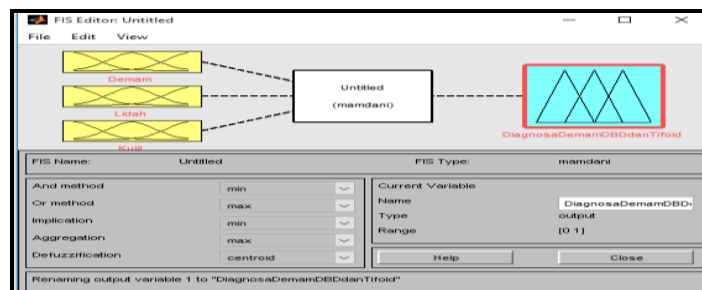 FIS Editor: Untitled
File Edit View
Demam
Lidah
Kulit
Untitled
(mamdani)
DiagnosaDemamDBDdanTifoid
FIS Name: Untitled FIS Type: mamdani
And method min
Or method max
Implication min
Aggregation max
Defuzzification centroid
Current Variable
Name DiagnosaDemamDBD
Type output
Range [0 1]
Help Close
Renaming output variable 1 to "DiagnosaDemamDBDdanTifoid"